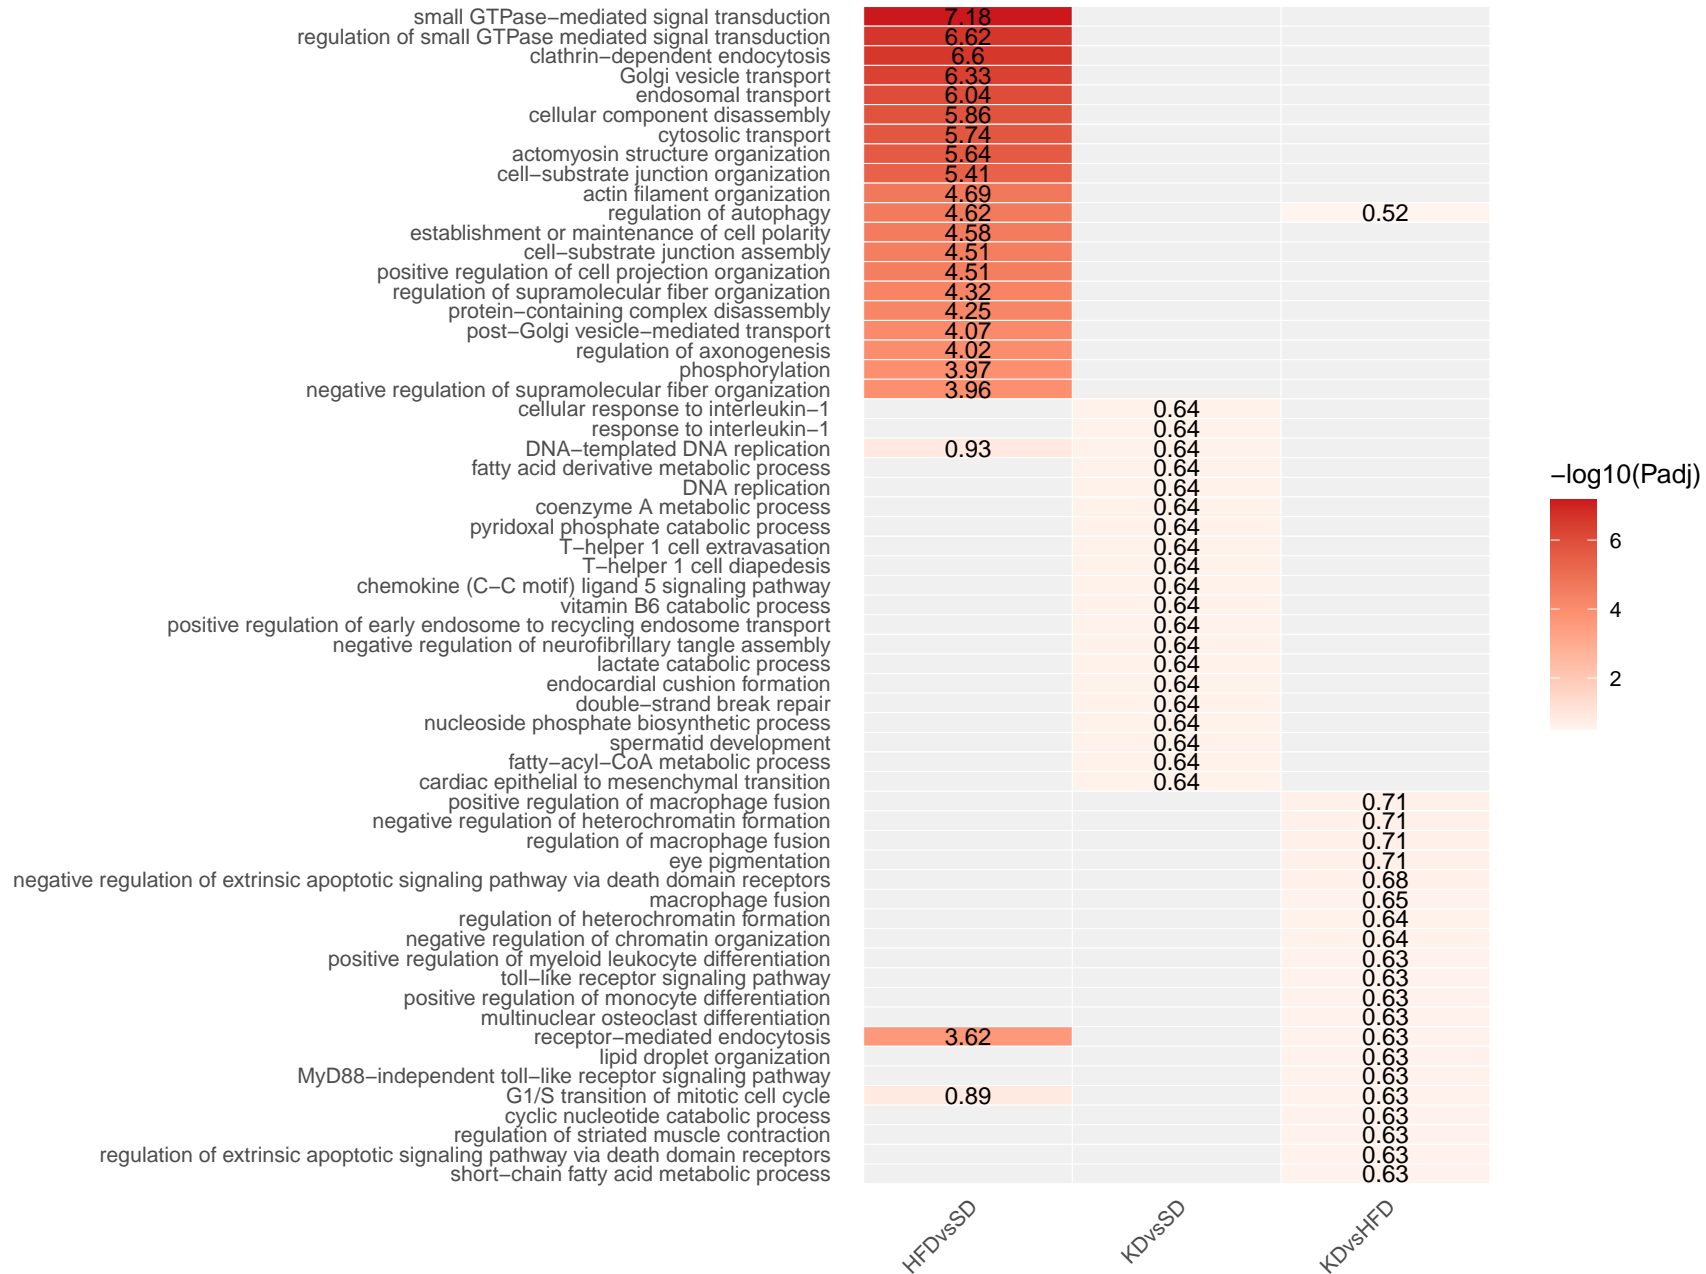 small GTPase−mediated signal transduction 7.18
regulation of small GTPase mediated signal transduction 6.62
clathrin−dependent endocytosis 6.6
Golgi vesicle transport 6.33
endosomal transport 6.04
cellular component disassembly 5.86
cytosolic transport 5.74
actomyosin structure organization 5.64
cell−substrate junction organization 5.41
actin filament organization 4.69
regulation of autophagy 4.62 0.52
establishment or maintenance of cell polarity 4.58
cell−substrate junction assembly 4.51
positive regulation of cell projection organization 4.51
regulation of supramolecular fiber organization 4.32
protein−containing complex disassembly 4.25
post−Golgi vesicle−mediated transport 4.07
regulation of axonogenesis 4.02
phosphorylation 3.97
negative regulation of supramolecular fiber organization 3.96
cellular response to interleukin−1 0.64
response to interleukin−1 0.64
DNA−templated DNA replication 0.93 0.64
fatty acid derivative metabolic process 0.64
DNA replication 0.64
coenzyme A metabolic process 0.64
pyridoxal phosphate catabolic process 0.64
T−helper 1 cell extravasation 0.64
T−helper 1 cell diapedesis 0.64
chemokine (C−C motif) ligand 5 signaling pathway 0.64
vitamin B6 catabolic process 0.64
positive regulation of early endosome to recycling endosome transport 0.64
negative regulation of neurofibrillary tangle assembly 0.64
lactate catabolic process 0.64
endocardial cushion formation 0.64
double−strand break repair 0.64
nucleoside phosphate biosynthetic process 0.64
spermatid development 0.64
fatty−acyl−CoA metabolic process 0.64
cardiac epithelial to mesenchymal transition 0.64
positive regulation of macrophage fusion 0.71
negative regulation of heterochromatin formation 0.71
regulation of macrophage fusion 0.71
eye pigmentation 0.71
negative regulation of extrinsic apoptotic signaling pathway via death domain receptors 0.68
macrophage fusion 0.65
regulation of heterochromatin formation 0.64
negative regulation of chromatin organization 0.64
positive regulation of myeloid leukocyte differentiation 0.63
toll−like receptor signaling pathway 0.63
positive regulation of monocyte differentiation 0.63
multinuclear osteoclast differentiation 0.63
receptor−mediated endocytosis 3.62 0.63
lipid droplet organization 0.63
MyD88−independent toll−like receptor signaling pathway 0.63
G1/S transition of mitotic cell cycle 0.89 0.63
cyclic nucleotide catabolic process 0.63
regulation of striated muscle contraction 0.63
regulation of extrinsic apoptotic signaling pathway via death domain receptors 0.63
short−chain fatty acid metabolic process 0.63
HFDvsSD KDvsSD KDvsHFD
−log10(Padj)
6
4
2